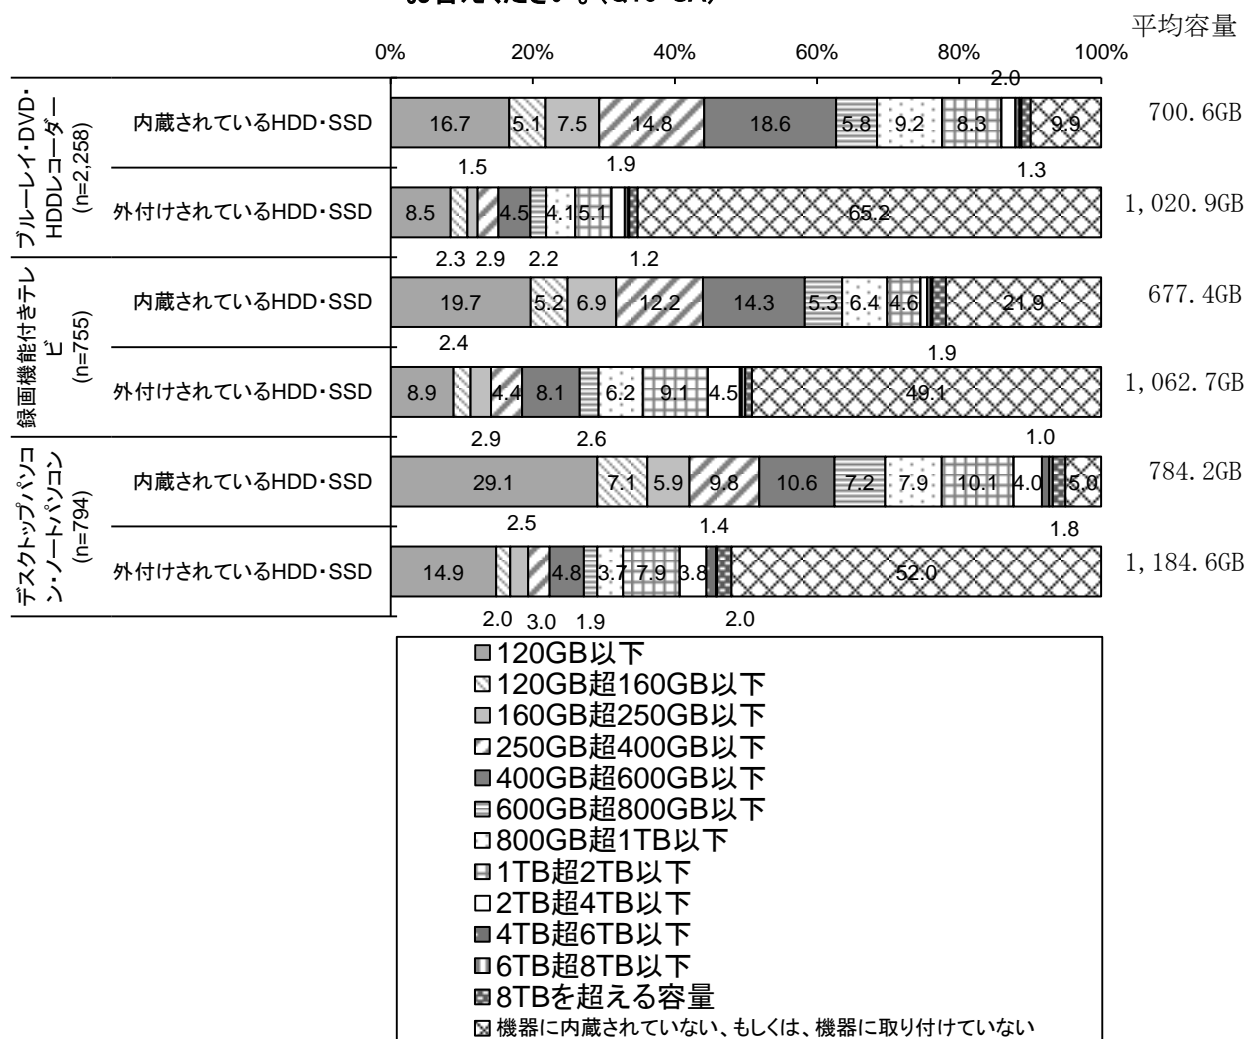 平均容量
0% 20% 40% 60% 80% 100%
2.0
ブルーレイ・DVD・
HDDレコーダー
(n=2,258)
内蔵されているHDD・SSD
16.7 5.1 7.5 14.8 18.6 5.8 9.2 8.3 9.9
700.6GB
1.5 1.9 1.3
外付けされているHDD・SSD
8.5 4.5 4.1 5.1 65.2
1,020.9GB
2.3 2.9 2.2 1.2
録画機能付きテレ
ビ
(n=755)
内蔵されているHDD・SSD
19.7 5.2 6.9 12.2 14.3 5.3 6.4 4.6 21.9
677.4GB
2.4 1.9
外付けされているHDD・SSD
8.9 4.4 8.1 6.2 9.1 4.5 49.1
1,062.7GB
2.9 2.6 1.0
デスクトップパソコ
ン・ノートパソコン
(n=794)
内蔵されているHDD・SSD
29.1 7.1 5.9 9.8 10.6 7.2 7.9 10.1 4.0 5.0
784.2GB
2.5 1.4 1.8
外付けされているHDD・SSD
14.9 4.8 3.7 7.9 3.8 52.0
1,184.6GB
2.0 3.0 1.9 2.0
120GB以下
120GB超160GB以下
160GB超250GB以下
250GB超400GB以下
400GB超600GB以下
600GB超800GB以下
800GB超1TB以下
1TB超2TB以下
2TB超4TB以下
4TB超6TB以下
6TB超8TB以下
8TBを超える容量
機器に内蔵されていない、もしくは、機器に取り付けていない